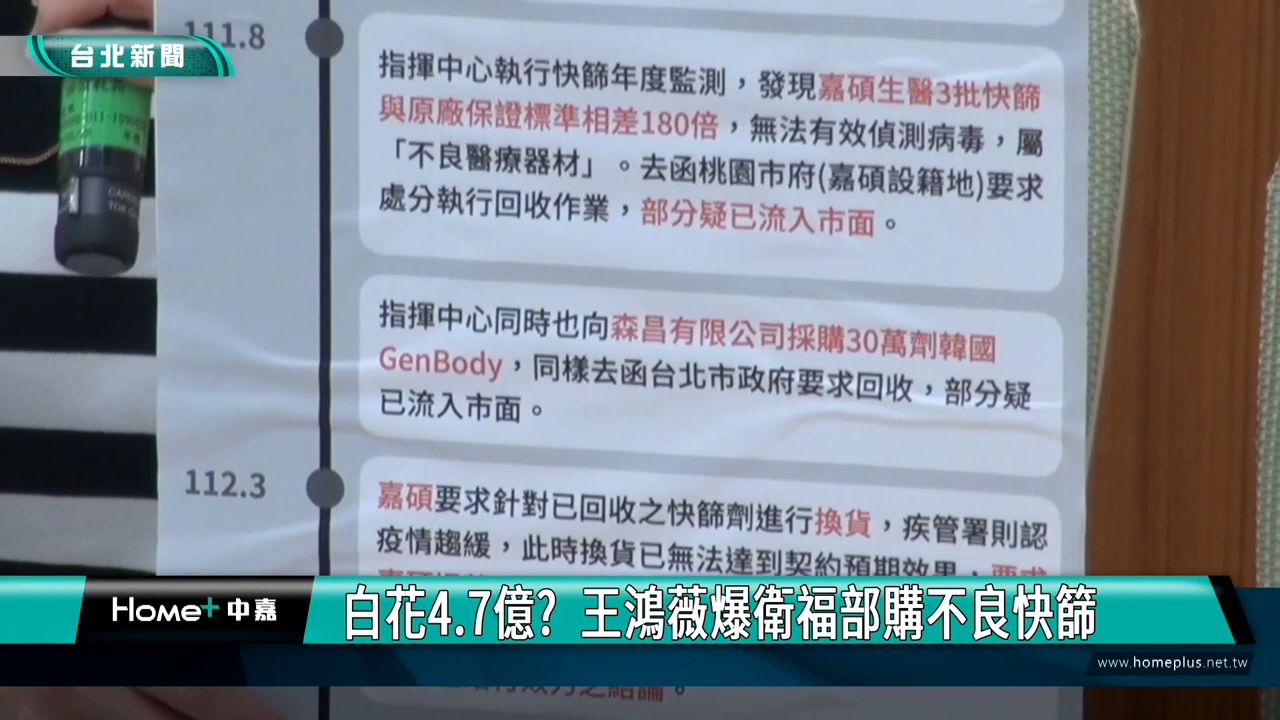 台北新聞
111.8
指揮中心執行快篩年度監測，發現嘉碩生醫3批快篩
與原廠保證標準相差180倍，無法有效偵測病毒，屬
「不良醫療器材」。去函桃園市府(嘉碩設籍地)要求
處分執行回收作業，部分疑已流入市面。
指揮中心同時也向森昌有限公司採購30萬劑韓國
GenBody，同樣去函台北市政府要求回收，部分疑
已流入市面。
112.3
嘉碩要求針對已回收之快篩劑進行換貨，疾管署則認
疫情趨緩，此時換貨已無法達到契約預期效果，要求
Home+中嘉
白花4.7億? 王鴻薇爆衛福部購不良快篩
www.homeplus.net.tw